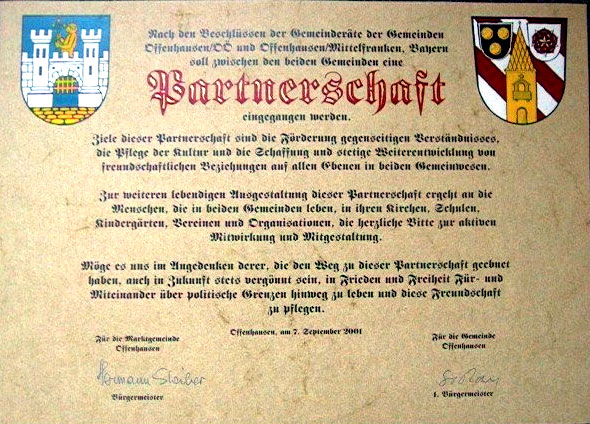 Nach den Beschlüssen der Gemeinderäte der Gemeinden
Offenhausen/OÖ und Offenhausen/Mittelfranken, Bayern
soll zwischen den beiden Gemeinden eine
Partnerschaft
eingegangen werden.
Ziele dieser Partnerschaft sind die Förderung gegenseitigen Verständnisses,
die Pflege der Kultur und die Schaffung und stetige Weiterentwicklung von
freundschaftlichen Beziehungen auf allen Ebenen in beiden Gemeinwesen.
Zur weiteren lebendigen Ausgestaltung dieser Partnerschaft ergeht an die
Menschen, die in beiden Gemeinden leben, in ihren Kirchen, Schulen,
Kindergärten, Vereinen und Organisationen, die herzliche Bitte zur aktiven
Mitwirkung und Mitgestaltung.
Möge es uns im Angedenken derer, die den Weg zu dieser Partnerschaft geebnet
haben, auch in Zukunft stets vergönnt sein, in Frieden und Freiheit Für- und
Miteinander über politische Grenzen hinweg zu leben und diese Freundschaft
zu pflegen.
Offenhausen, am 7. September 2001
Für die Marktgemeinde
Offenhausen
Hermann
Bürgermeister
Für die Gemeinde
Offenhausen
1. Bürgermeister